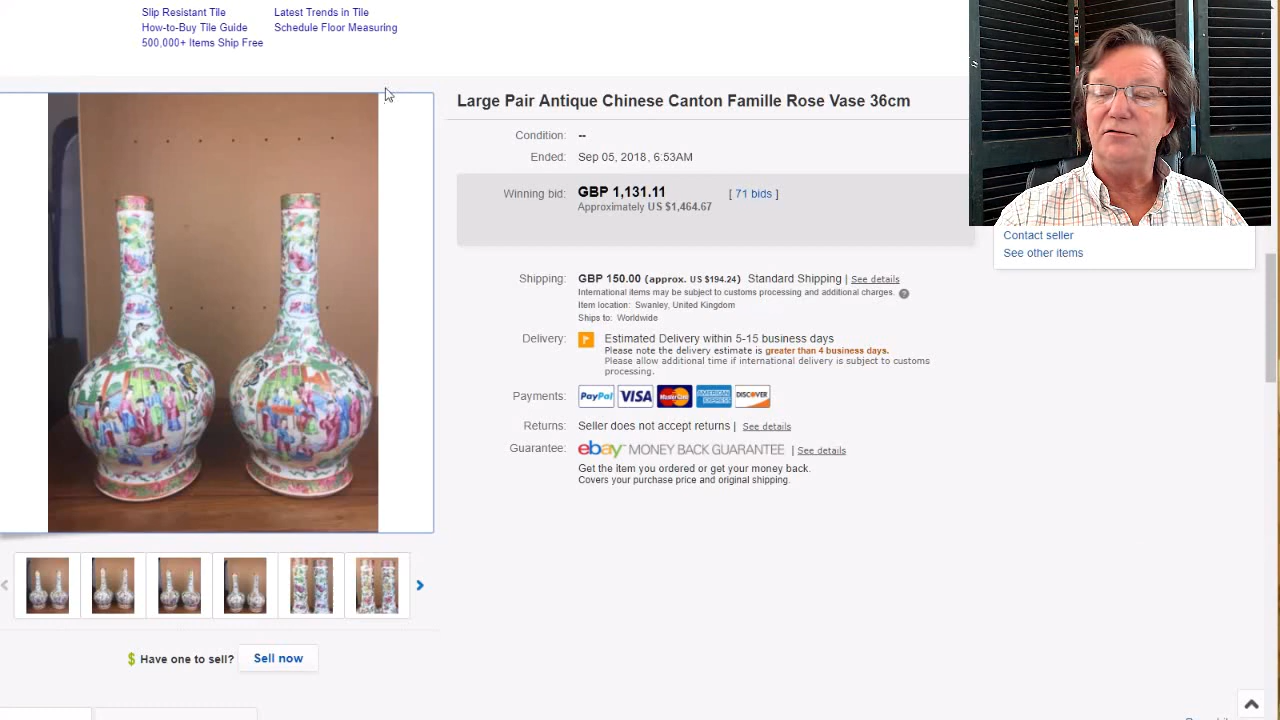 Slip Resistant Tile
Latest Trends in Tile
How-to-Buy Tile Guide
Schedule Floor Measuring
500,000+ Items Ship Free
Large Pair Antique Chinese Canton Famille Rose Vase 36cm
Condition: --
Ended: Sep 05, 2018 , 6:53AM
Winning bid: GBP 1,131.11 [ 71 bids ]
Approximately US $1,464.67
Contact seller
See other items
Shipping: GBP 150.00 (approx. US $194.24) Standard Shipping | See details
International items may be subject to customs processing and additional charges. ?
Item location: Swanley, United Kingdom
Ships to: Worldwide
Delivery: Estimated Delivery within 5-15 business days
Please note the delivery estimate is greater than 4 business days.
Please allow additional time if international delivery is subject to customs
processing.
Payments: PayPal VISA MasterCard AMERICAN EXPRESS DISCOVER
Returns: Seller does not accept returns | See details
Guarantee: ebay MONEY BACK GUARANTEE | See details
Get the item you ordered or get your money back.
Covers your purchase price and original shipping.
$ Have one to sell? Sell now